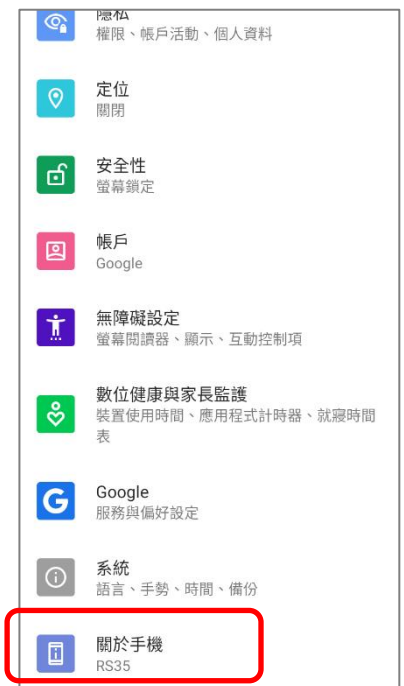 隱私
權限、帳戶活動、個人資料
定位
關閉
安全性
螢幕鎖定
帳戶
Google
無障礙設定
螢幕閱讀器、顯示、互動控制項
數位健康與家長監護
裝置使用時間、應用程式計時器、就寢時間
表
Google
服務與偏好設定
系統
語言、手勢、時間、備份
關於手機
RS35